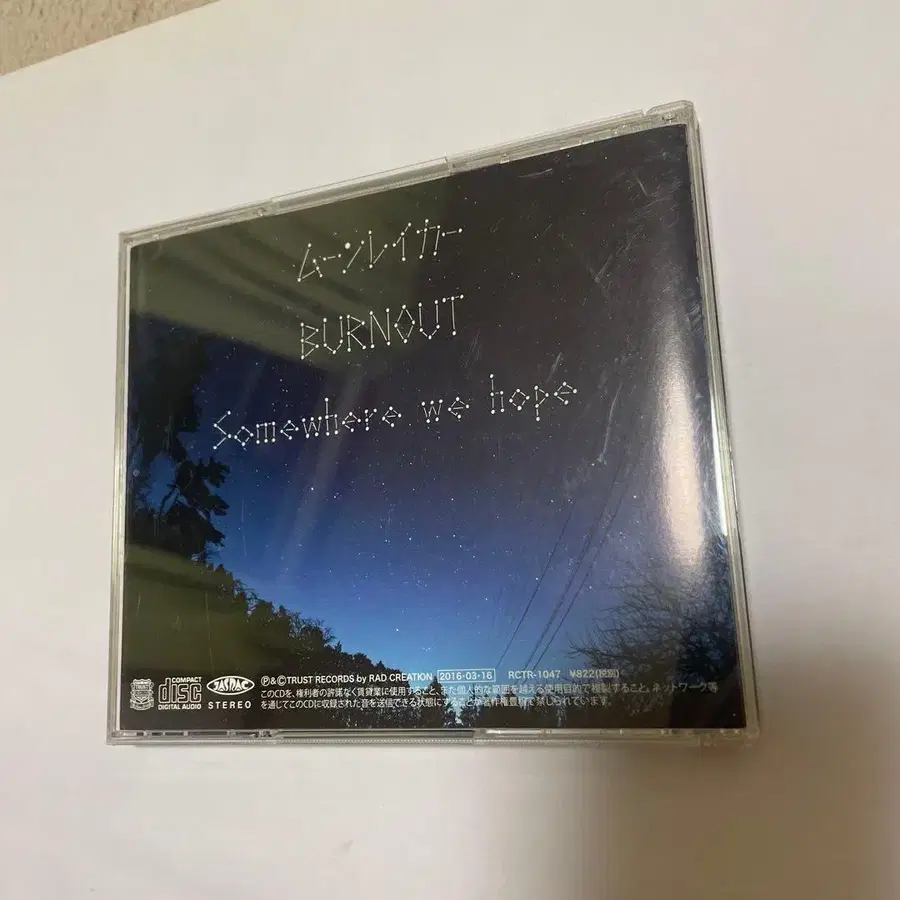 ムーンレイカー
BURNOUT
Somewhere we hope
TRUST
COMPACT
disc
DIGITAL AUDIO
JASRAC
STEREO
Ⓟ&ⒸTRUST RECORDS by RAD CREATION 2016・03・16 RCTR-1047 ¥822(税別)
このCDを、権利者の許諾なく賃貸業に使用すること、また個人的な範囲を越える使用目的で複製すること、ネットワーク等
を通じてこのCDに収録された音を送信できる状態にすることが著作権法で禁じられています。